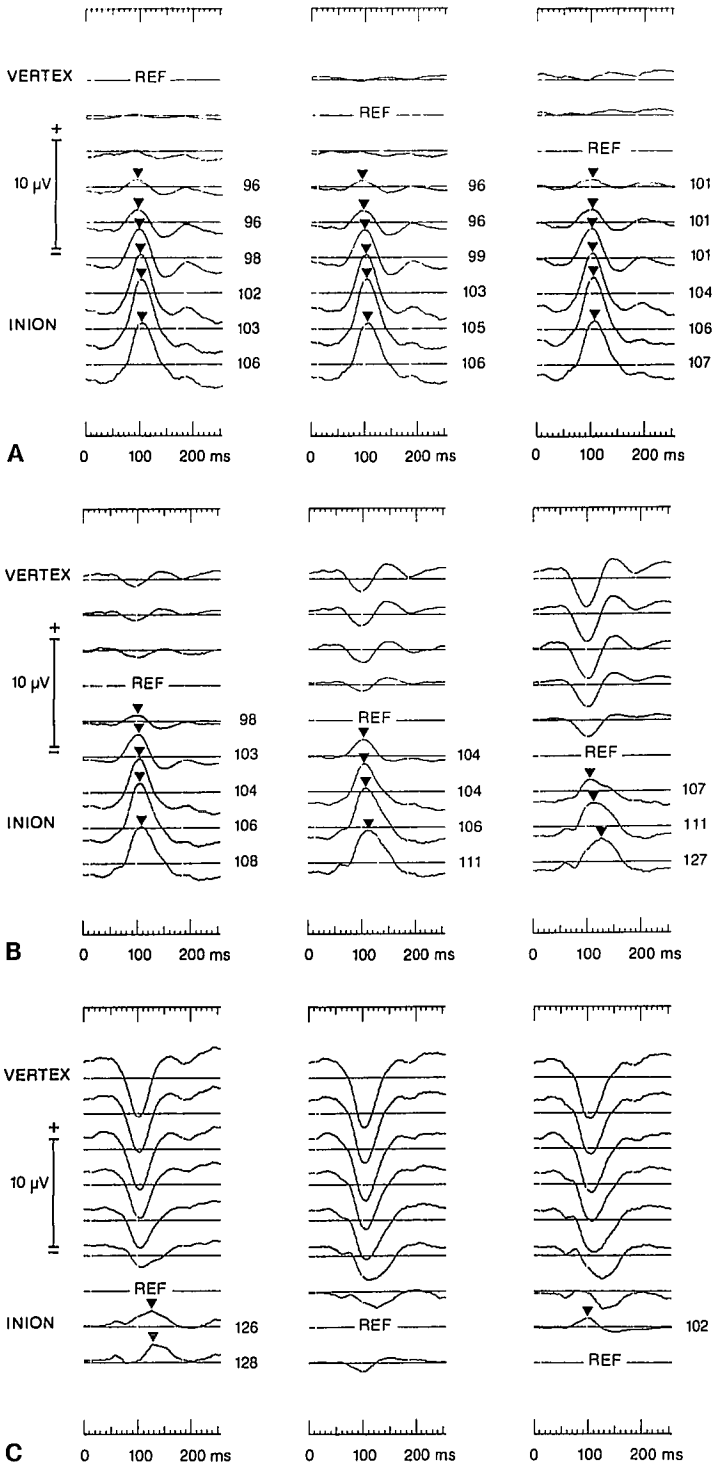 VERTEX REF
+ REF
10 µV REF
96 96 101
96 96 101
= 98 99 101
102 103 104
INION 103 105 106
106 106 107
A 0 100 200 ms 0 100 200 ms 0 100 200 ms
VERTEX
+
10 µV REF
98 REF
= 103 104 REF
104 104 107
INION 106 106 111
108 111 127
B 0 100 200 ms 0 100 200 ms 0 100 200 ms
VERTEX
+
10 µV
=
REF
INION 126 REF 102
128 REF
C 0 100 200 ms 0 100 200 ms 0 100 200 ms